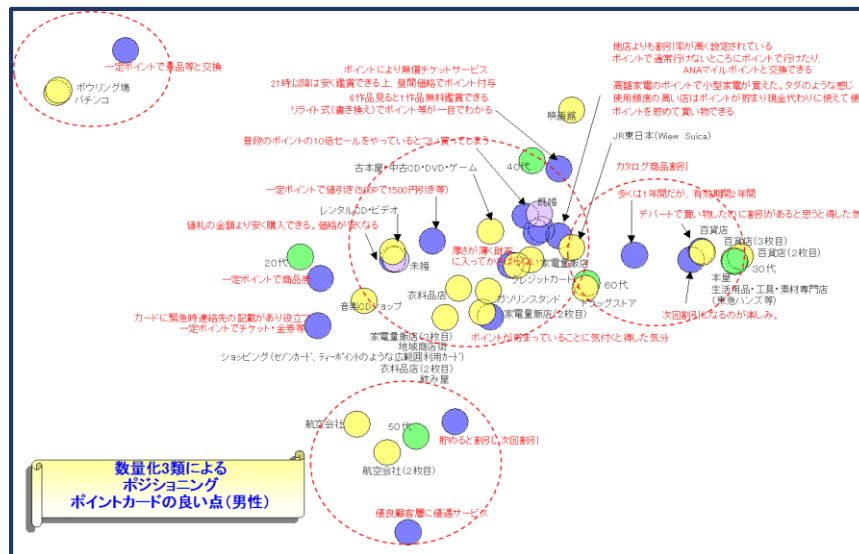 一定ポイントで景品等と交換
ボウリング場
パチンコ
ポイントにより無償チケットサービス
21時以降は安く鑑賞できる上、昼間価格でポイント付与
6作品見ると1作品無料鑑賞できる
リライト式(書き換え)でポイント等が一目でわかる
映画館
他店よりも割引率が高く設定されている
ポイントで通常行けないところにポイントで行けたり、
ANAマイルポイントと交換できる
高額家電のポイントで小型家電が買えた。タダのような感じ
使用頻度の高い店はポイントが貯まり現金代わりに使えて便
ポイントを貯めて買い物できる
JR東日本(Wiew Suica)
普段のポイントの10倍セールをやっているとつい買ってしまう
古本屋・中古CD・DVD・ゲーム
40代
カタログ商品割引
一定ポイントで値引き(500Pで1500円引き等)
既婚
多くは1年間だが、有効期間2年間
レンタルCD・ビデオ
デパートで買い物したのに割引があると思うと得した気
値札の金額より安く購入できる。価格が安くなる
百貨店
百貨店(3枚目)
百貨店(2枚目)
20代
未婚
厚さが薄く財布
に入ってかさばらない
家電量販店
30代
一定ポイントで商品券
クレジットカード
60代
本屋
生活用品・工具・素材専門店
(東急ハンズ等)
音楽CDショップ
衣料品店
ガソリンスタンド
ドラッグストア
カードに緊急時連絡先の記載があり役立つ
一定ポイントでチケット・金券等
家電量販店(2枚目)
次回割引になるのが楽しみ。
家電量販店(3枚目)
地域商店街
ポイントが貯まっていることに気付くと得した気分
ショッピング(セゾンカード、ティーポイントのような広範囲利用カード)
衣料品店(2枚目)
飲み屋
航空会社
50代
貯めると割引し次回割引
航空会社(2枚目)
数量化3類による
ポジショニング
ポイントカードの良い点(男性)
優良顧客層に優遇サービス